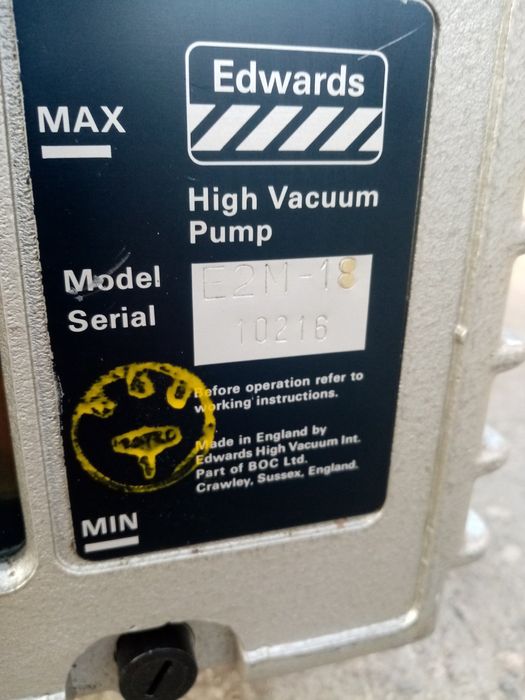 Edwards
MAX
High Vacuum
Pump
Model E2M-18
Serial 10216
Before operation refer to
working instructions.
Made in England by
Edwards High Vacuum Int.
Part of BOC Ltd.
Crawley, Sussex, England.
MIN